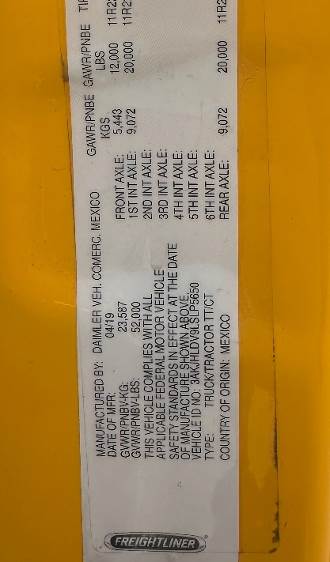 FREIGHTLINER
MANUFACTURED BY: DAIMLER VEH. COMERC. MEXICO
DATE OF MFR: 04/19
GVWR/PNBV-KG: 23,587
GVWR/PNBV-LBS: 52,000
THIS VEHICLE COMPLIES WITH ALL
APPLICABLE FEDERAL MOTOR VEHICLE
SAFETY STANDARDS IN EFFECT AT THE DATE
OF MANUFACTURE SHOWN ABOVE.
VEHICLE ID NO.
TYPE: TRUCK/TRACTOR TT/CT
COUNTRY OF ORIGIN: MEXICO
GAWR/PNBE GAWR/PNBE
KGS LBS
FRONT AXLE: 5,443 12,000
1ST INT AXLE: 9,072 20,000
2ND INT AXLE:
3RD INT AXLE:
4TH INT AXLE:
5TH INT AXLE:
6TH INT AXLE:
REAR AXLE: 9,072 20,000